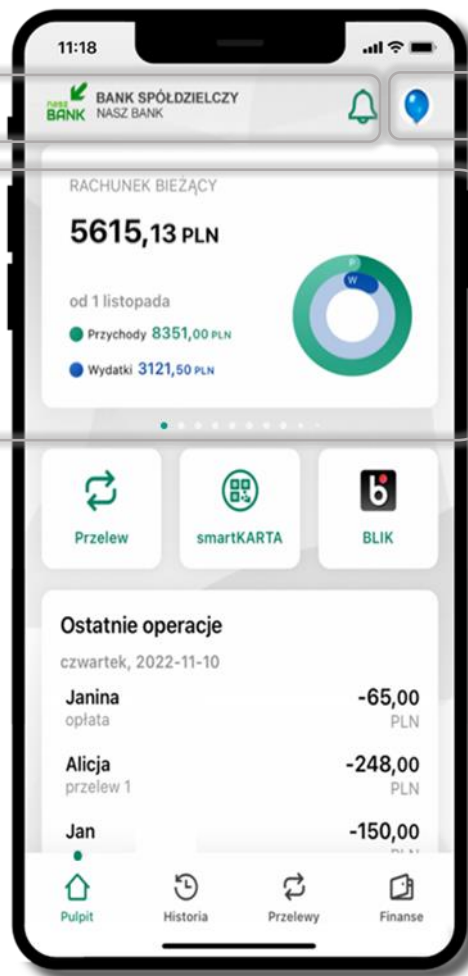 11:18
nasz
BANK
BANK SPÓŁDZIELCZY
NASZ BANK
RACHUNEK BIEŻĄCY
5615,13 PLN
od 1 listopada
Przychody 8351,00 PLN
Wydatki 3121,50 PLN
P
W
Przelew
smartKARTA
BLIK
Ostatnie operacje
czwartek, 2022-11-10
Janina -65,00
opłata PLN
Alicja -248,00
przelew 1 PLN
Jan -150,00
Pulpit
Historia
Przelewy
Finanse